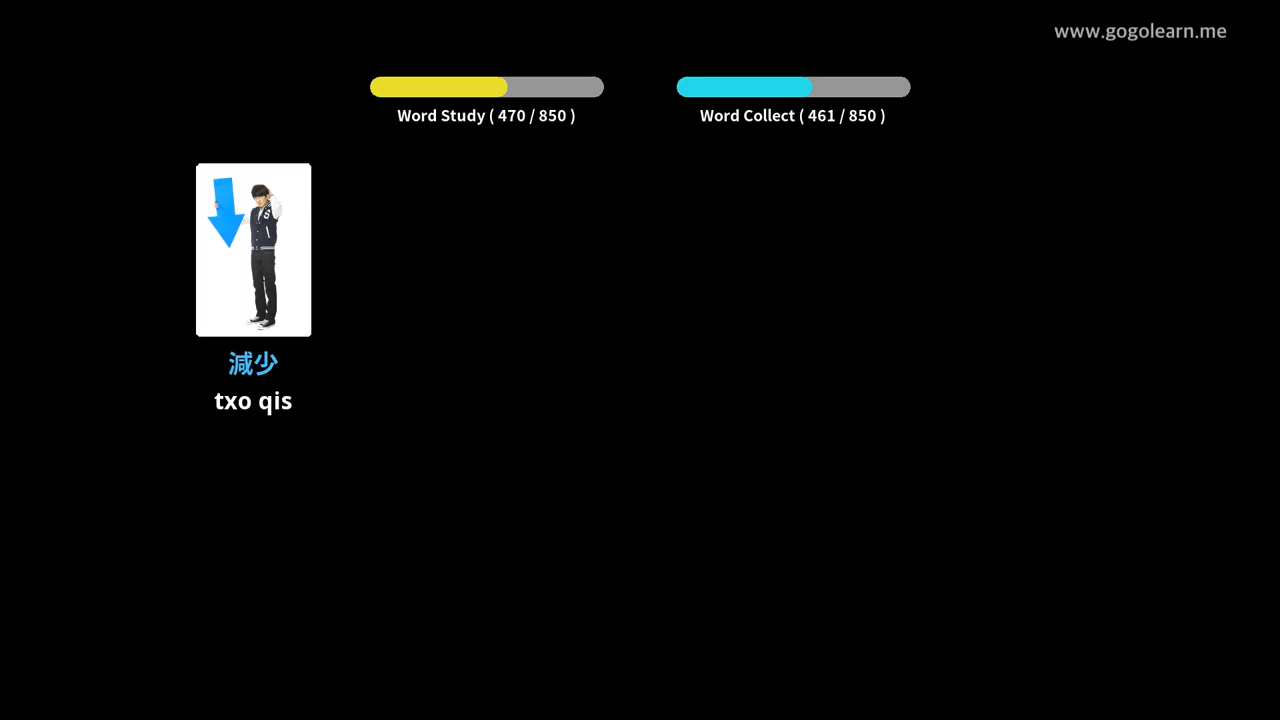 www.gogolearn.me
Word Study ( 470 / 850 )
Word Collect ( 461 / 850 )
S
減少
txo qis